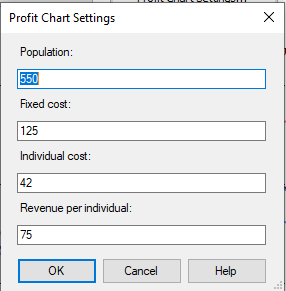 Profit Chart Settings
Population:
550
Fixed cost:
125
Individual cost:
42
Revenue per individual:
75
OK Cancel Help